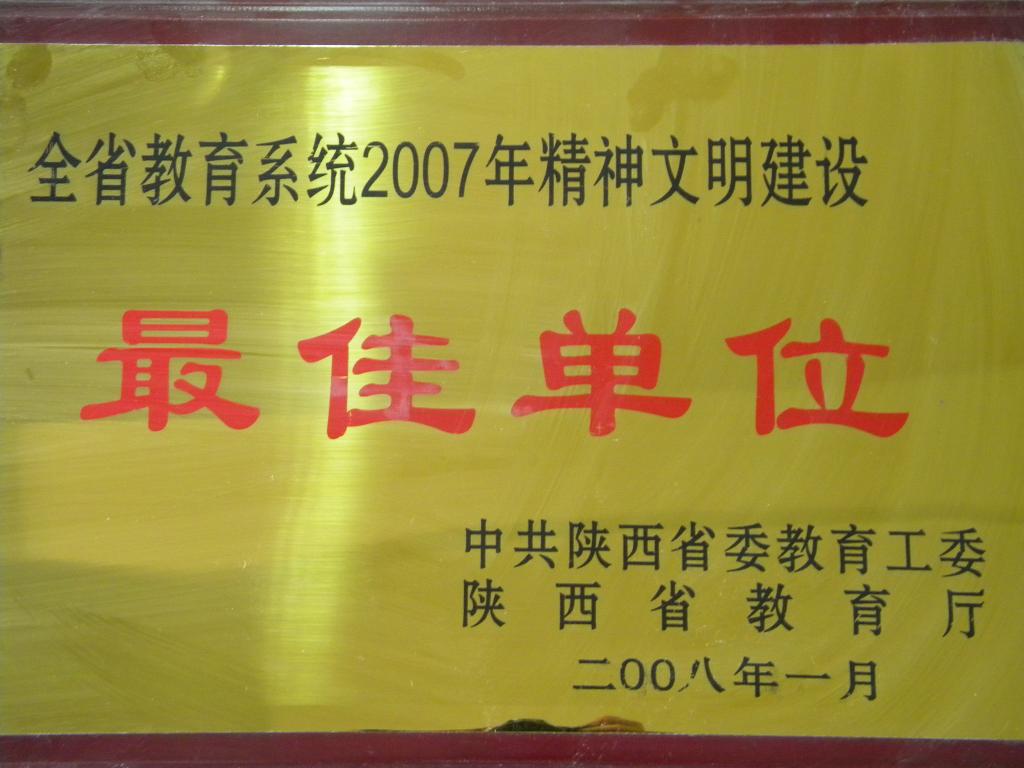 全省教育系统2007年精神文明建设
最佳单位
中共陕西省委教育工委
陕西省教育厅
二00八年一月